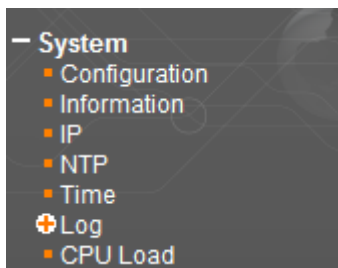 System
Configuration
Information
IP
NTP
Time
Log
CPU Load